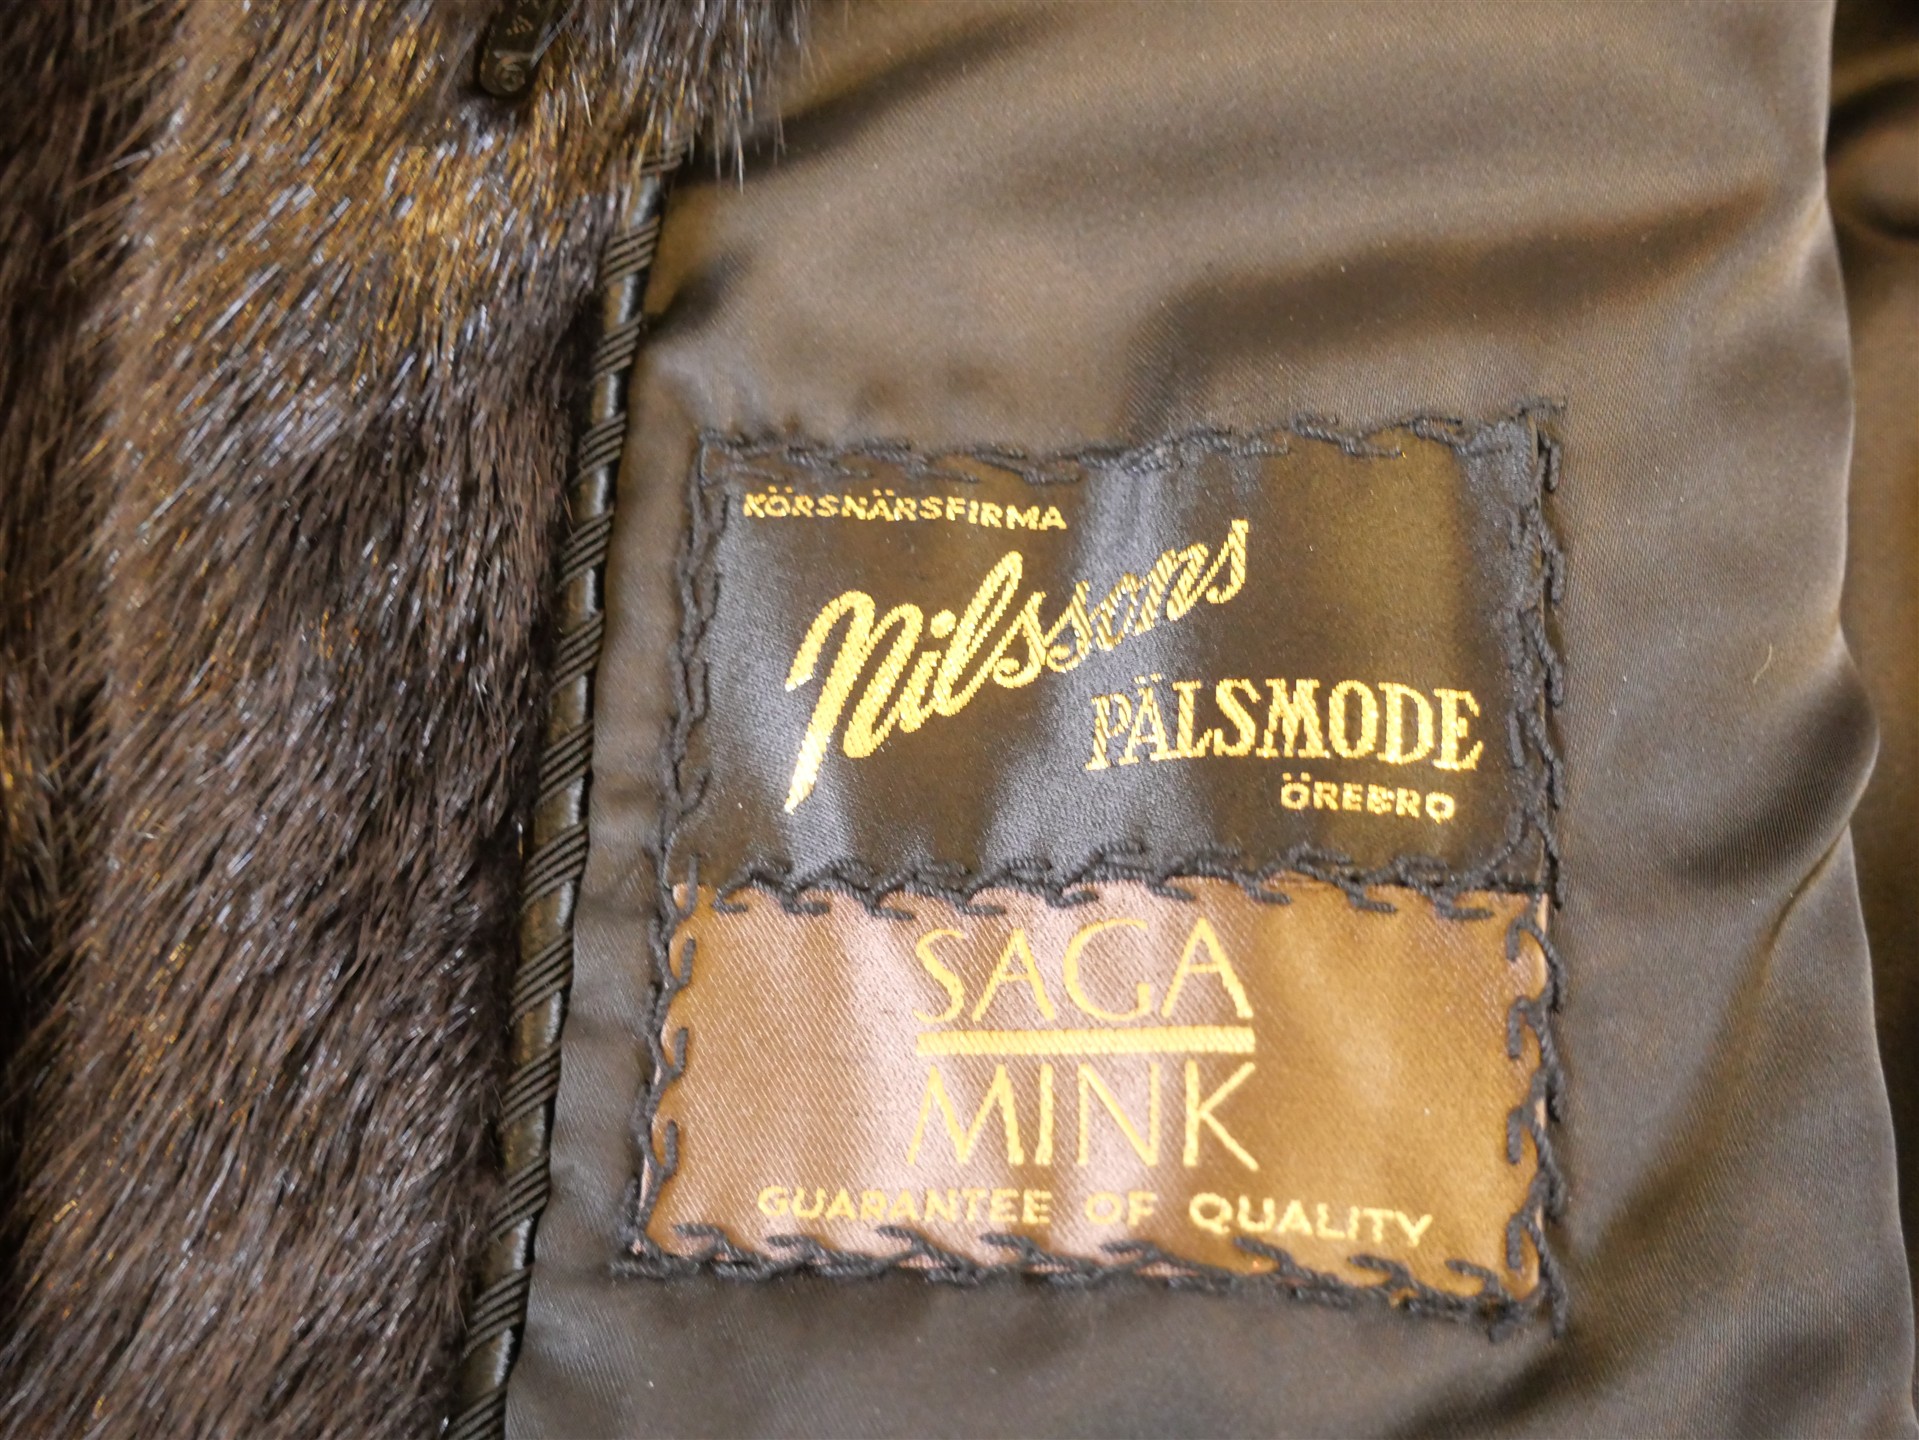 KÖRSNÄRSFIRMA
Nilssons
PÄLSMODE
ÖREBRO
SAGA
MINK
GUARANTEE OF QUALITY